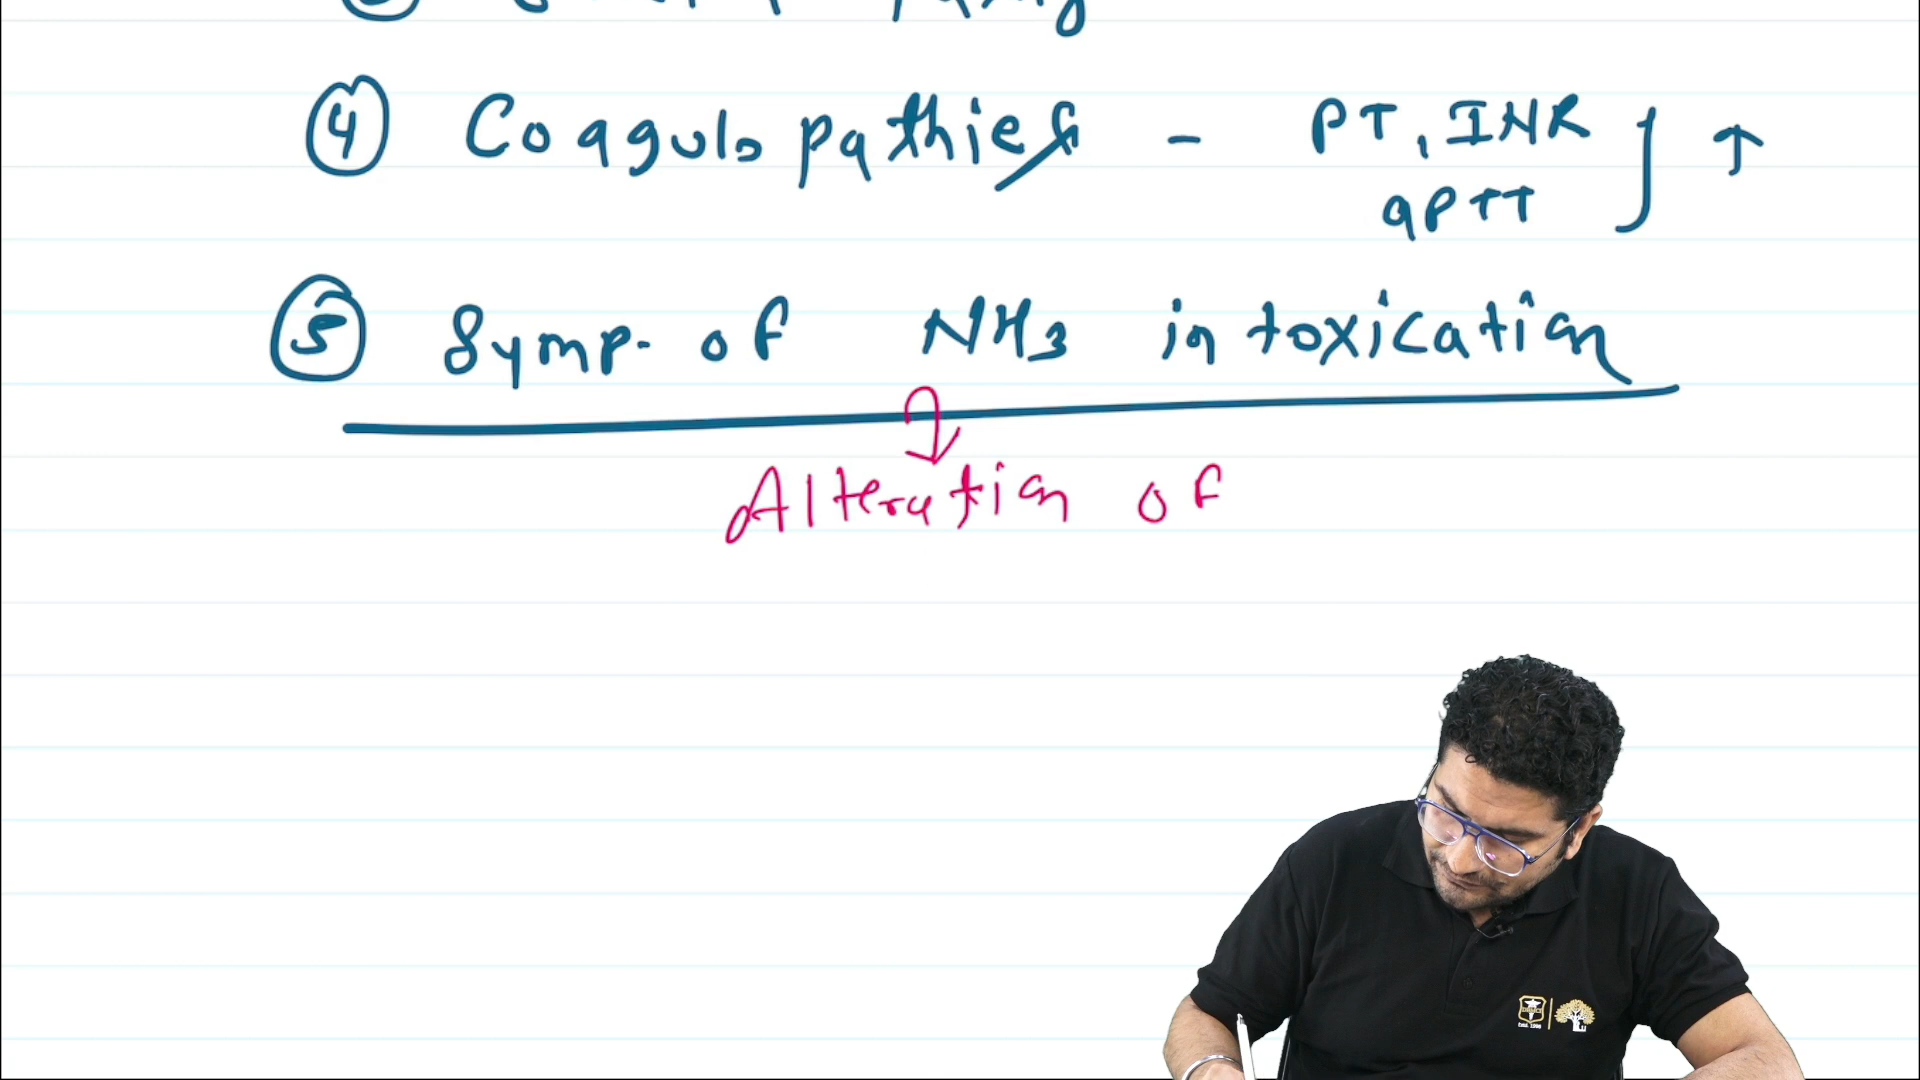 ④ Coagulopathies - PT, INR ↑
aPTT
⑤ Symp. of NH3 intoxication
Alteration of